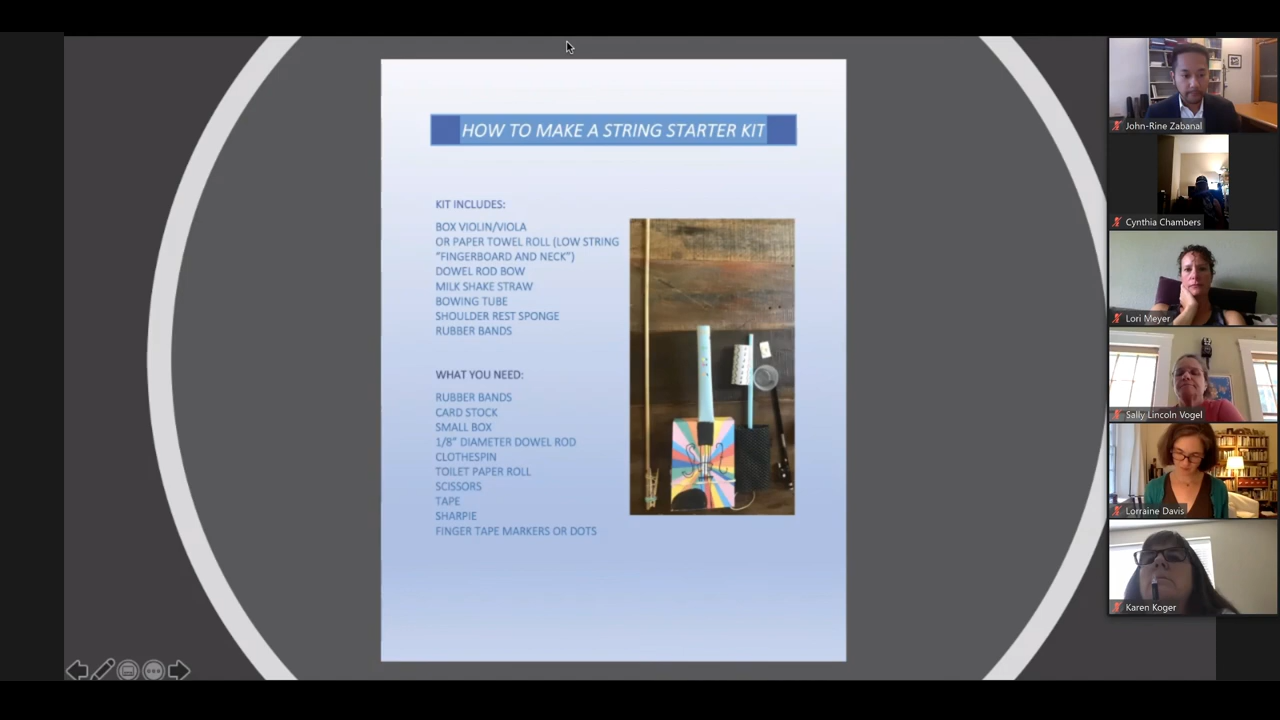 HOW TO MAKE A STRING STARTER KIT
KIT INCLUDES:
BOX VIOLIN/VIOLA
OR PAPER TOWEL ROLL (LOW STRING
"FINGERBOARD AND NECK")
DOWEL ROD BOW
MILK SHAKE STRAW
BOWING TUBE
SHOULDER REST SPONGE
RUBBER BANDS
WHAT YOU NEED:
RUBBER BANDS
CARD STOCK
SMALL BOX
1/8" DIAMETER DOWEL ROD
CLOTHESPIN
TOILET PAPER ROLL
SCISSORS
TAPE
SHARPIE
FINGER TAPE MARKERS OR DOTS
John-Rine Zabanal
Cynthia Chambers
Lori Meyer
Sally Lincoln Vogel
Lorraine Davis
Karen Koger